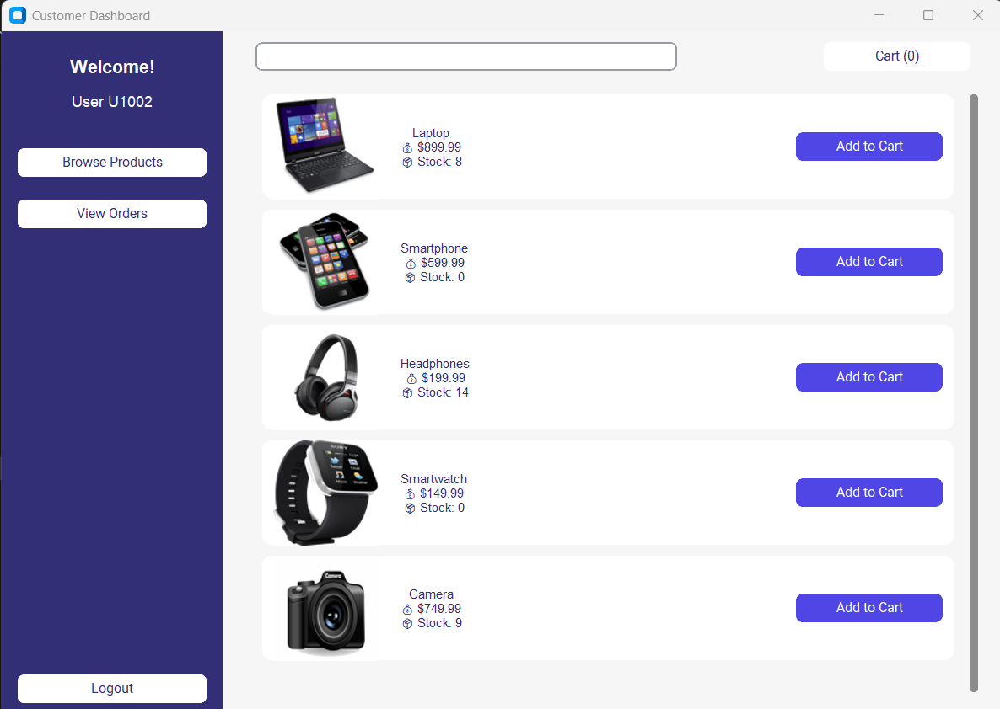 Customer Dashboard
Welcome!
User U1002
Browse Products
View Orders
Logout
Cart (0)
Laptop
$899.99
Stock: 8
Add to Cart
Smartphone
$599.99
Stock: 0
Add to Cart
Headphones
$199.99
Stock: 14
Add to Cart
SONY
Smartwatch
$149.99
Stock: 0
Add to Cart
Camera
Camera
$749.99
Stock: 9
Add to Cart